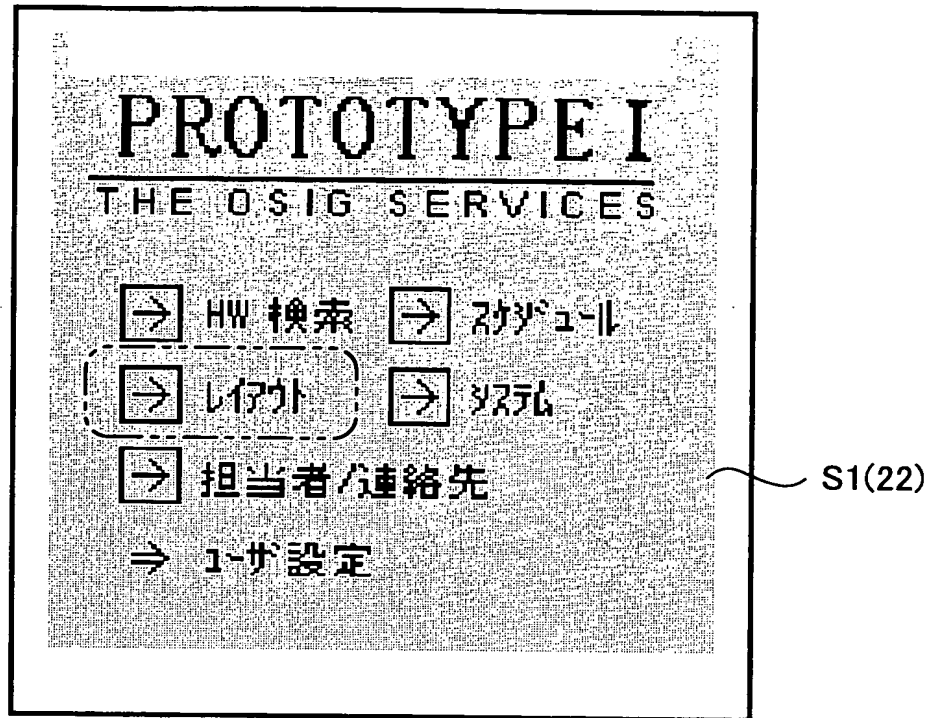 PROTOTYPE I
THE OSIG SERVICES
→ HW 検索 → スケジュール
→ レイアウト → システム
→ 担当者/連絡先
⇒ ユーザ設定
S1(22)